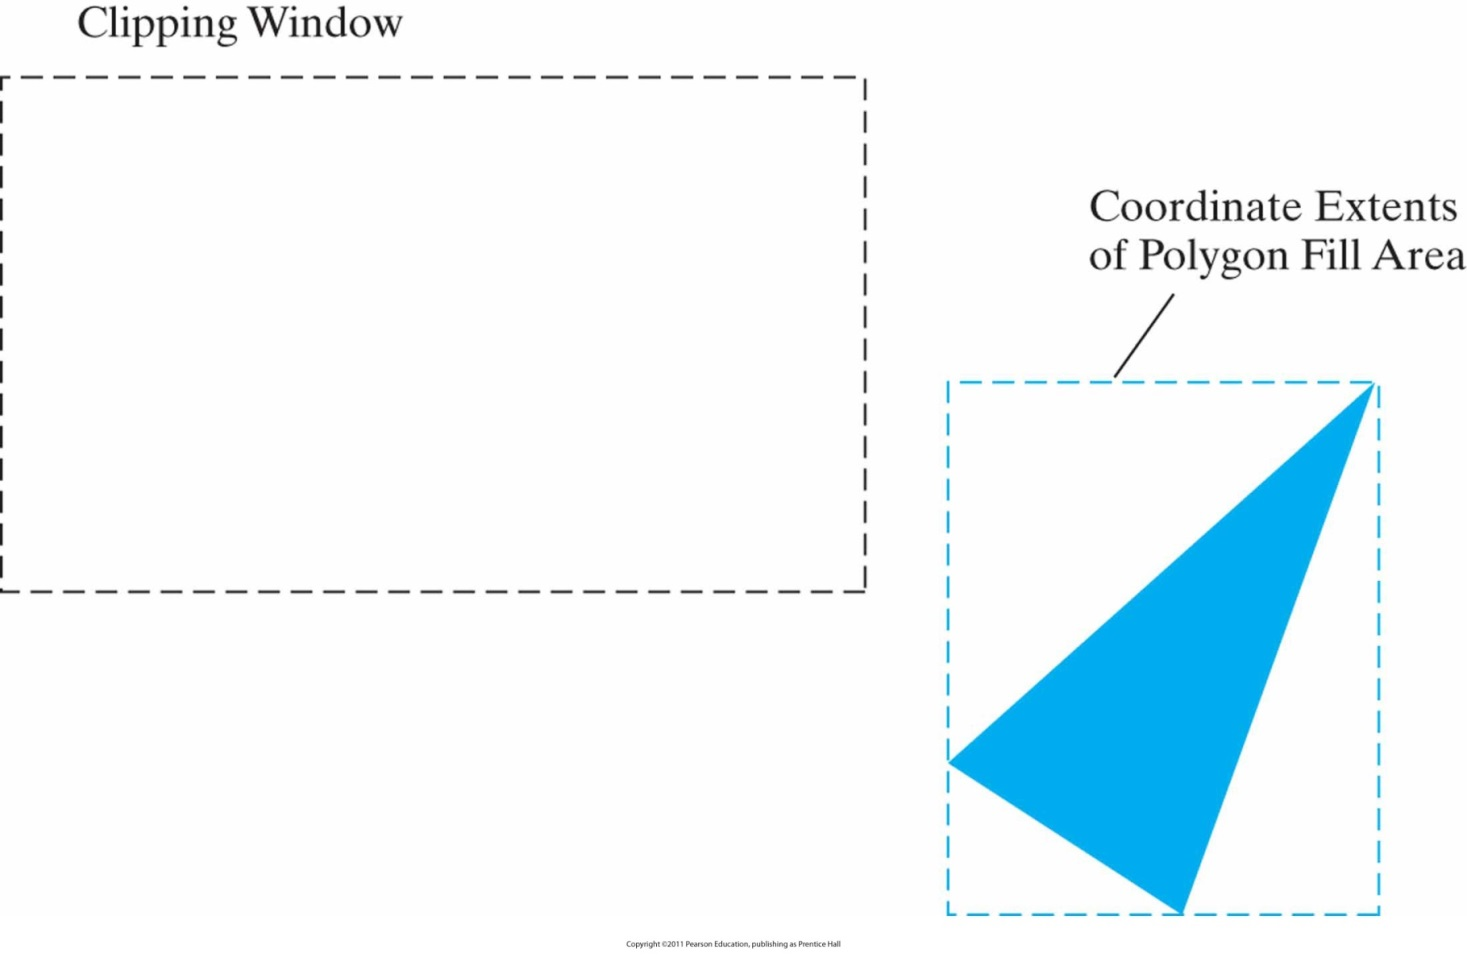 Clipping Window
Coordinate Extents
of Polygon Fill Area
Copyright ©2011 Pearson Education, publishing as Prentice Hall